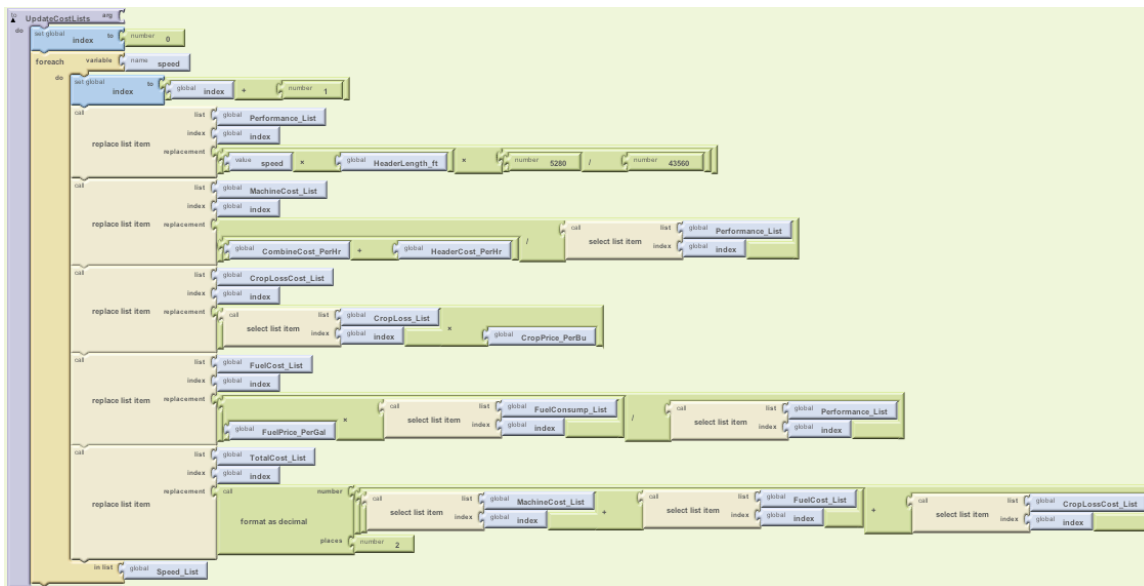 to UpdateCostLists arg
do set global index to number 0
foreach variable name speed
do set global index to global index + number 1
call replace list item list global Performance_List
index global index
replacement value speed × global HeaderLength_ft × number 5280 / number 43560
call replace list item list global MachineCost_List
index global index
replacement global CombineCost_PerHr + global HeaderCost_PerHr / call select list item list global Performance_List
index global index
call replace list item list global CropLossCost_List
index global index
replacement call select list item list global CropLoss_List
index global index × global CropPrice_PerBu
call replace list item list global FuelCost_List
index global index
replacement global FuelPrice_PerGal × call select list item list global FuelConsump_List index global index / call select list item list global Performance_List index global index
call replace list item list global TotalCost_List
index global index
replacement call format as decimal number call select list item list global MachineCost_List index global index + call select list item list global FuelCost_List index global index + call select list item list global CropLossCost_List index global index
places number 2
in list global Speed_List